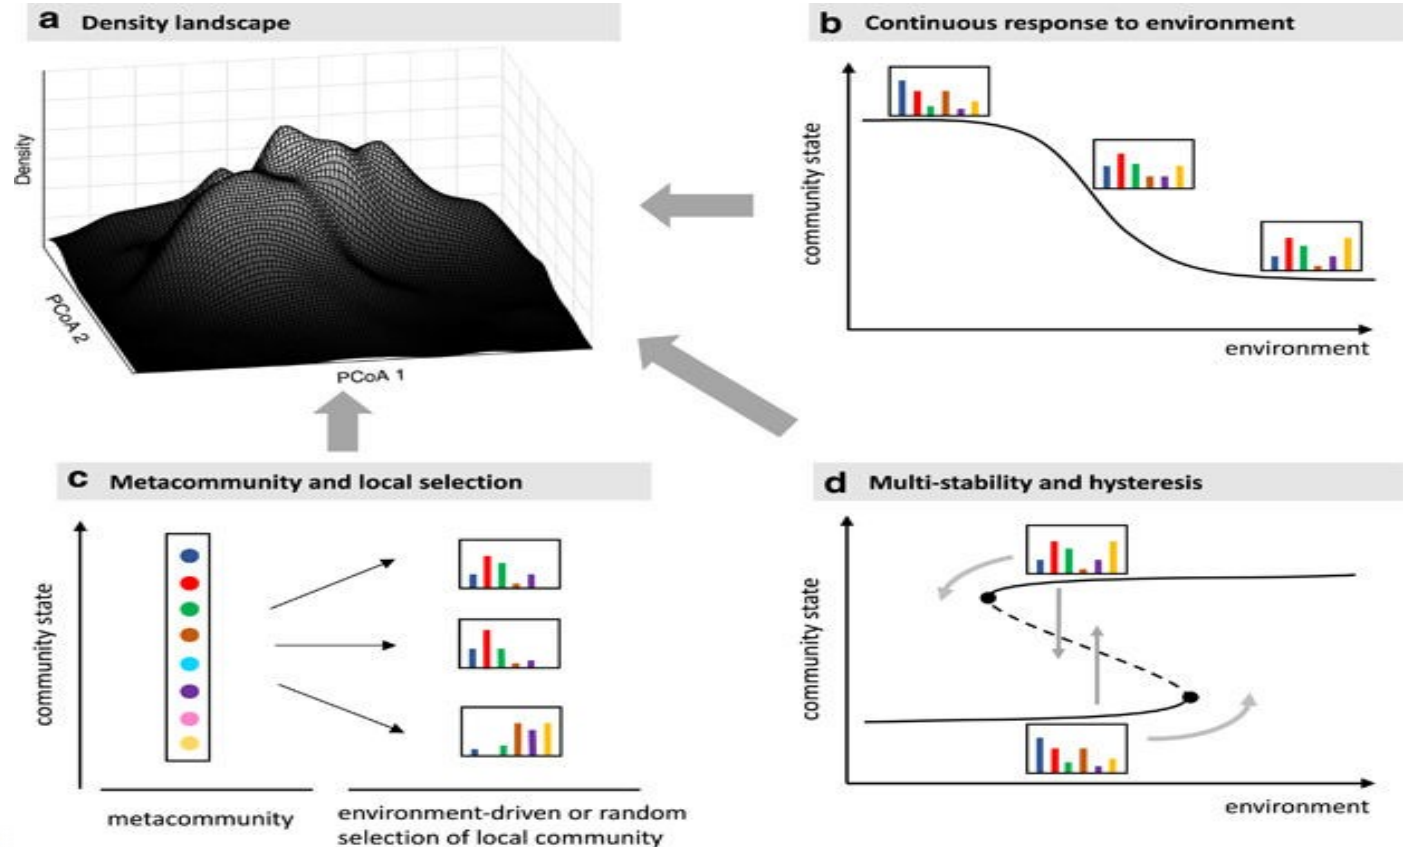 a Density landscape
Density
PCoA 2
PCoA 1
b Continuous response to environment
community state
environment
c Metacommunity and local selection
community state
metacommunity
environment-driven or random
selection of local community
d Multi-stability and hysteresis
community state
environment